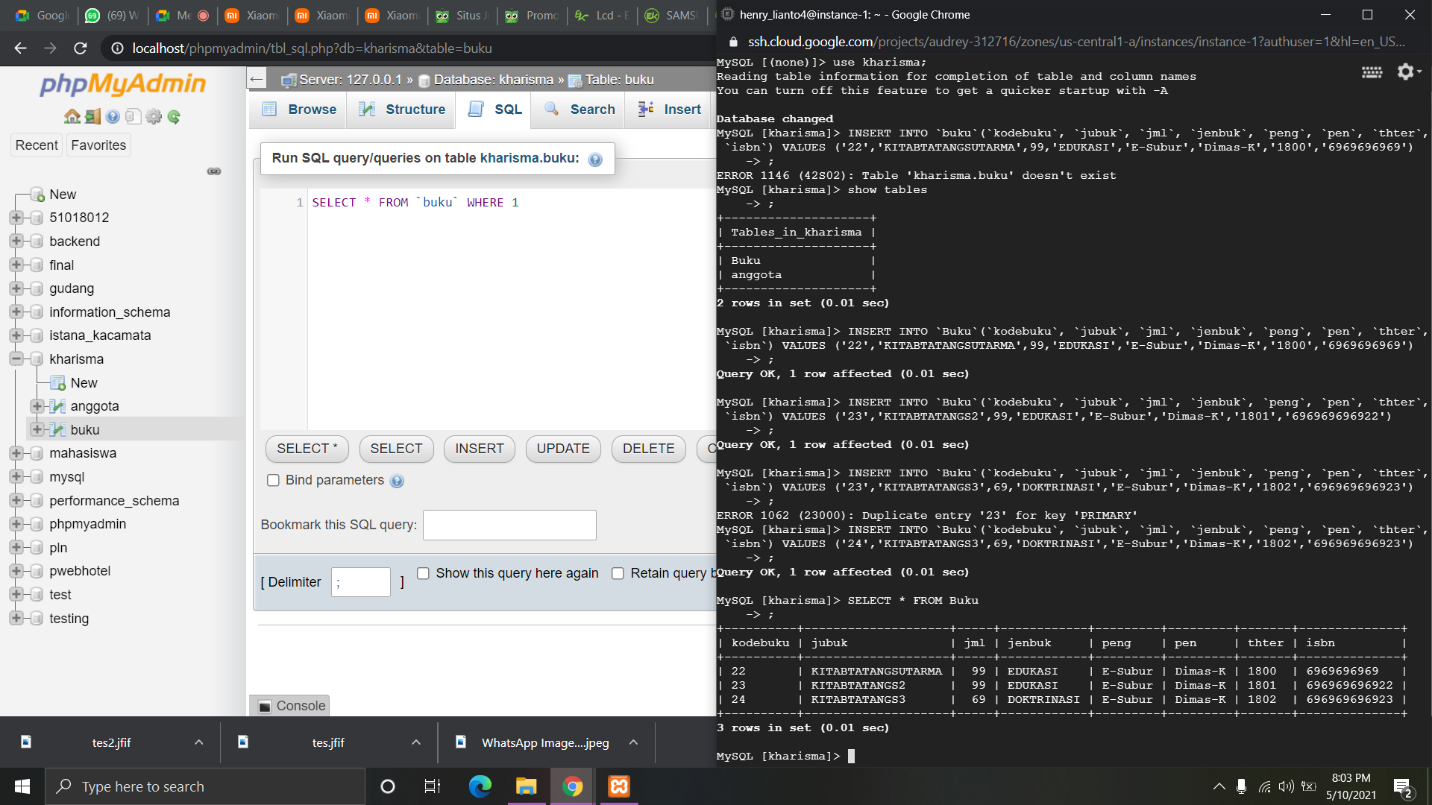 Googl
(69) W
Me
Xiaom
Xiaom
Xiaom
Situs J
Promo
Lcd - B
SAMS
localhost/phpmyadmin/tbl_sql.php?db=kharisma&table=buku
phpMyAdmin
Recent
Favorites
New
51018012
backend
final
gudang
information_schema
istana_kacamata
kharisma
New
anggota
buku
mahasiswa
mysql
performance_schema
phpmyadmin
pln
pwebhotel
test
testing
Server: 127.0.0.1 » Database: kharisma » Table: buku
Browse
Structure
SQL
Search
Insert
Run SQL query/queries on table kharisma.buku:
1 SELECT * FROM `buku` WHERE 1
SELECT *
SELECT
INSERT
UPDATE
DELETE
Bind parameters
Bookmark this SQL query:
[ Delimiter ; ]
Show this query here again
Retain query b
Console
henry_lianto4@instance-1: ~ - Google Chrome
ssh.cloud.google.com/projects/audrey-312716/zones/us-central1-a/instances/instance-1?authuser=1&hl=en_US...
MySQL [(none)]> use kharisma;
Reading table information for completion of table and column names
You can turn off this feature to get a quicker startup with -A
Database changed
MySQL [kharisma]> INSERT INTO `buku`(`kodebuku`, `jubuk`, `jml`, `jenbuk`, `peng`, `pen`, `thter`,
`isbn`) VALUES ('22','KITABTATANGSUTARMA',99,'EDUKASI','E-Subur','Dimas-K','1800','6969696969')
-> ;
ERROR 1146 (42S02): Table 'kharisma.buku' doesn't exist
MySQL [kharisma]> show tables
-> ;
+--------------------+
| Tables_in_kharisma |
+--------------------+
| Buku |
| anggota |
+--------------------+
2 rows in set (0.01 sec)
MySQL [kharisma]> INSERT INTO `Buku`(`kodebuku`, `jubuk`, `jml`, `jenbuk`, `peng`, `pen`, `thter`,
`isbn`) VALUES ('22','KITABTATANGSUTARMA',99,'EDUKASI','E-Subur','Dimas-K','1800','6969696969')
-> ;
Query OK, 1 row affected (0.01 sec)
MySQL [kharisma]> INSERT INTO `Buku`(`kodebuku`, `jubuk`, `jml`, `jenbuk`, `peng`, `pen`, `thter`,
`isbn`) VALUES ('23','KITABTATANGS2',99,'EDUKASI','E-Subur','Dimas-K','1801','696969696922')
-> ;
Query OK, 1 row affected (0.01 sec)
MySQL [kharisma]> INSERT INTO `Buku`(`kodebuku`, `jubuk`, `jml`, `jenbuk`, `peng`, `pen`, `thter`,
`isbn`) VALUES ('23','KITABTATANGS3',69,'DOKTRINASI','E-Subur','Dimas-K','1802','696969696923')
-> ;
ERROR 1062 (23000): Duplicate entry '23' for key 'PRIMARY'
MySQL [kharisma]> INSERT INTO `Buku`(`kodebuku`, `jubuk`, `jml`, `jenbuk`, `peng`, `pen`, `thter`,
`isbn`) VALUES ('24','KITABTATANGS3',69,'DOKTRINASI','E-Subur','Dimas-K','1802','696969696923')
-> ;
Query OK, 1 row affected (0.01 sec)
MySQL [kharisma]> SELECT * FROM Buku
-> ;
+----------+--------------------+-----+------------+---------+---------+-------+--------------+
| kodebuku | jubuk | jml | jenbuk | peng | pen | thter | isbn |
+----------+--------------------+-----+------------+---------+---------+-------+--------------+
| 22 | KITABTATANGSUTARMA | 99 | EDUKASI | E-Subur | Dimas-K | 1800 | 6969696969 |
| 23 | KITABTATANGS2 | 99 | EDUKASI | E-Subur | Dimas-K | 1801 | 696969696922 |
| 24 | KITABTATANGS3 | 69 | DOKTRINASI | E-Subur | Dimas-K | 1802 | 696969696923 |
+----------+--------------------+-----+------------+---------+---------+-------+--------------+
3 rows in set (0.01 sec)
MySQL [kharisma]>
tes2.jfif
tes.jfif
WhatsApp Image....jpeg
Type here to search
8:03 PM
5/10/2021
2